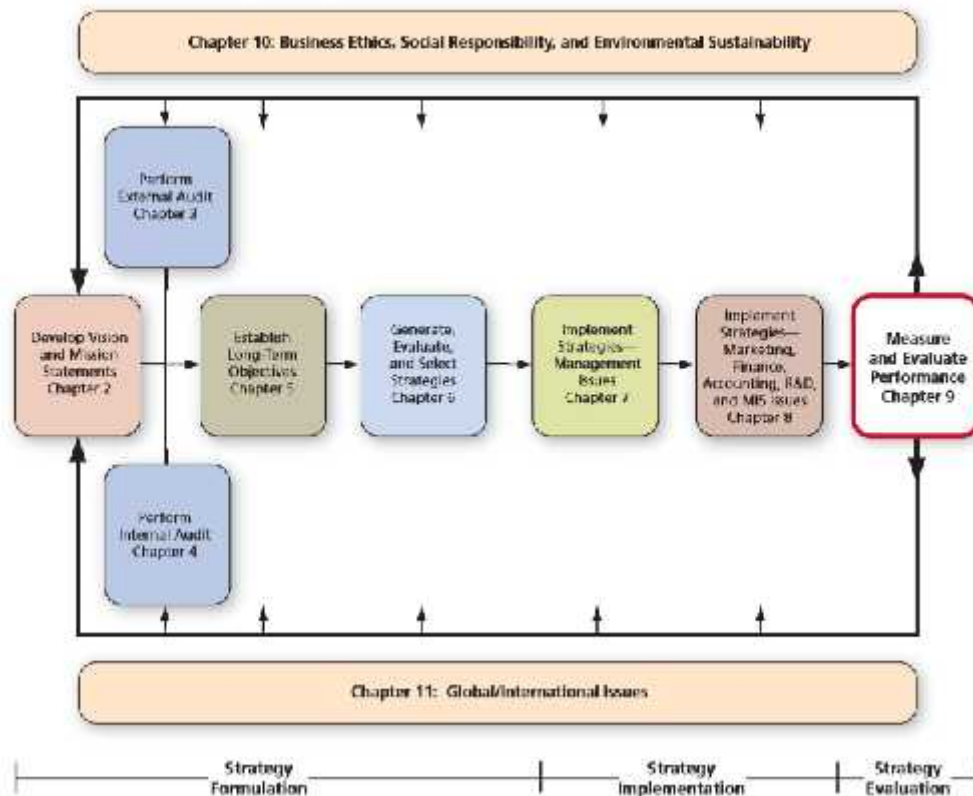 Chapter 10: Business Ethics, Social Responsibility, and Environmental Sustainability
Perform
External Audit
Chapter 3
Develop Vision
and Mission
Statements
Chapter 2
Establish
Long-Term
Objectives
Chapter 5
Generate,
Evaluate,
and Select
Strategies
Chapter 6
Implement
Strategies—
Management
Issues
Chapter 7
Implement
Strategies—
Marketing,
Finance,
Accounting, R&D,
and MIS Issues
Chapter 8
Measure
and Evaluate
Performance
Chapter 9
Perform
Internal Audit
Chapter 4
Chapter 11: Global/International Issues
Strategy
Formulation
Strategy
Implementation
Strategy
Evaluation